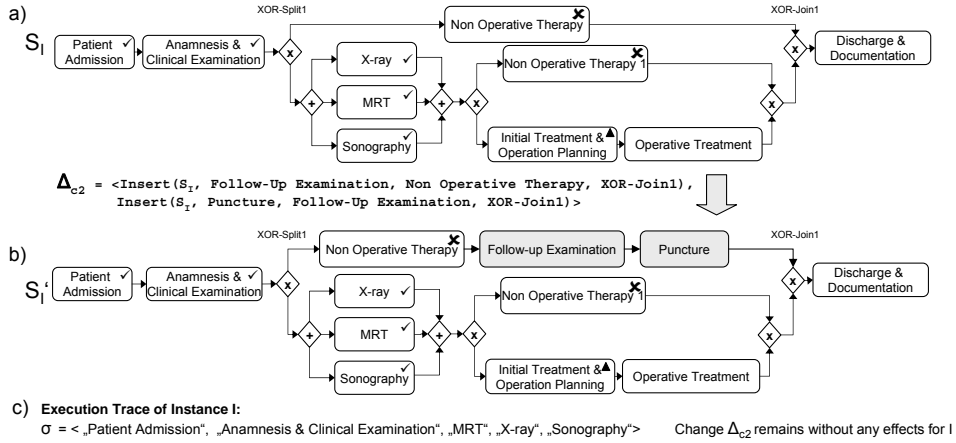 a)
S_I
XOR-Split1
XOR-Join1
Patient Admission ✓
Anamnesis & Clinical Examination ✓
x
Non Operative Therapy ✘
x
Discharge & Documentation
+
X-ray ✓
MRT ✓
Sonography ✓
+
x
Non Operative Therapy 1 ✘
Initial Treatment & Operation Planning ▲
Operative Treatment
x
Δc2 = <Insert(S_I, Follow-Up Examination, Non Operative Therapy, XOR-Join1),
Insert(S_I, Puncture, Follow-Up Examination, XOR-Join1)>
b)
S_I‘
XOR-Split1
XOR-Join1
Patient Admission ✓
Anamnesis & Clinical Examination ✓
x
Non Operative Therapy ✘
Follow-up Examination
Puncture
x
Discharge & Documentation
+
X-ray ✓
MRT ✓
Sonography ✓
+
x
Non Operative Therapy 1 ✘
Initial Treatment & Operation Planning ▲
Operative Treatment
x
c) Execution Trace of Instance I:
σ = < „Patient Admission“, „Anamnesis & Clinical Examination“, „MRT“, „X-ray“, „Sonography“> Change Δc2 remains without any effects for I